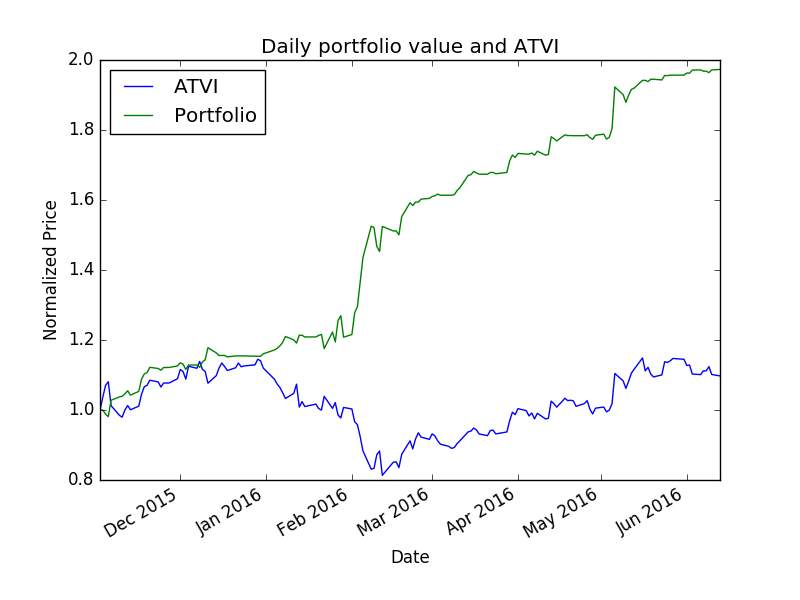 Daily portfolio value and ATVI
ATVI
Portfolio
2.0
1.8
1.6
1.4
1.2
1.0
0.8
Normalized Price
Dec 2015
Jan 2016
Feb 2016
Mar 2016
Apr 2016
May 2016
Jun 2016
Date